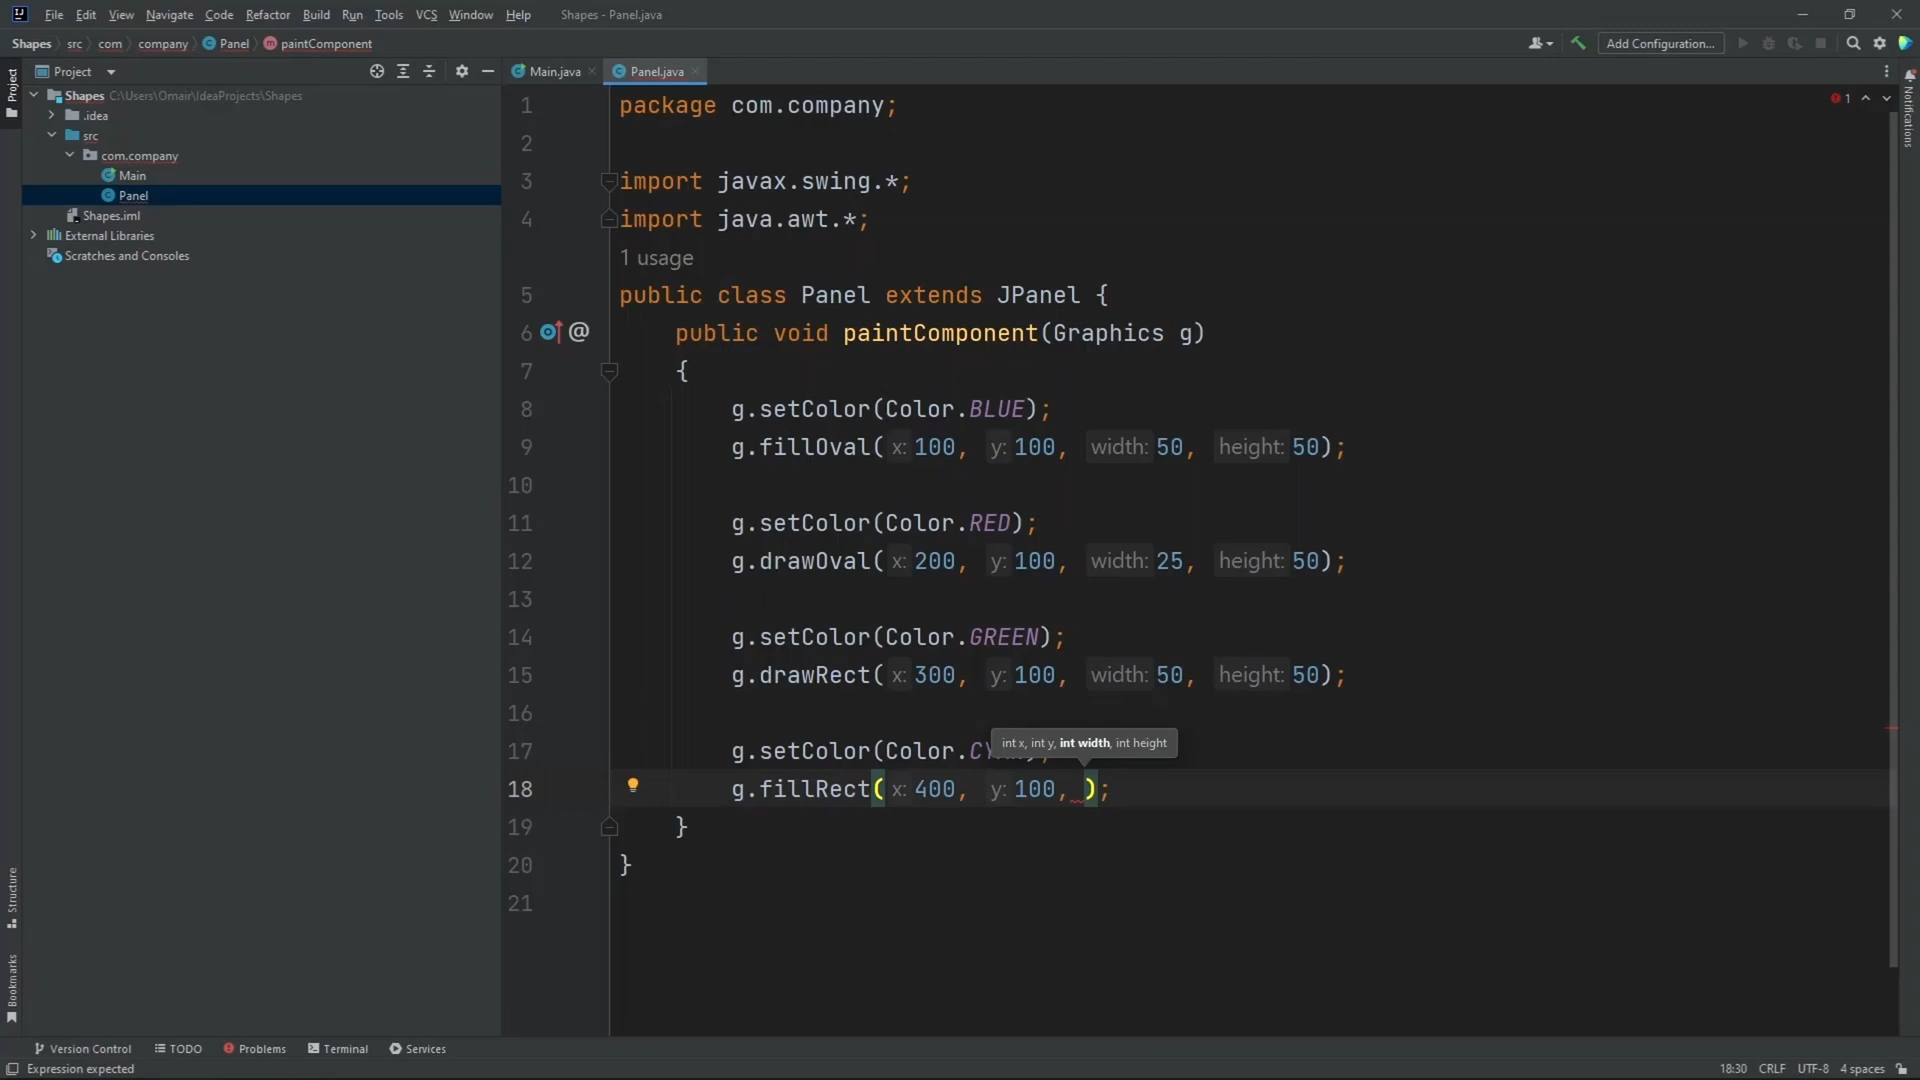 File Edit View Navigate Code Refactor Build Run Tools VCS Window Help Shapes - Panel.java
Shapes src com company Panel paintComponent Add Configuration...
Project Main.java Panel.java
Project
Shapes C:\Users\Omair\IdeaProjects\Shapes
.idea
src
com.company
Main
Panel
Shapes.iml
External Libraries
Scratches and Consoles
1 package com.company;
2
3 import javax.swing.*;
4 import java.awt.*;
1 usage
5 public class Panel extends JPanel {
6 @ public void paintComponent(Graphics g)
7 {
8 g.setColor(Color.BLUE);
9 g.fillOval( x: 100, y: 100, width: 50, height: 50);
10
11 g.setColor(Color.RED);
12 g.drawOval( x: 200, y: 100, width: 25, height: 50);
13
14 g.setColor(Color.GREEN);
15 g.drawRect( x: 300, y: 100, width: 50, height: 50);
16
int x, int y, int width, int height
17 g.setColor(Color.C
18 g.fillRect( x: 400, y: 100, );
19 }
20 }
21
1
Notifications
Structure
Bookmarks
Version Control TODO Problems Terminal Services
Expression expected 18:30 CRLF UTF-8 4 spaces